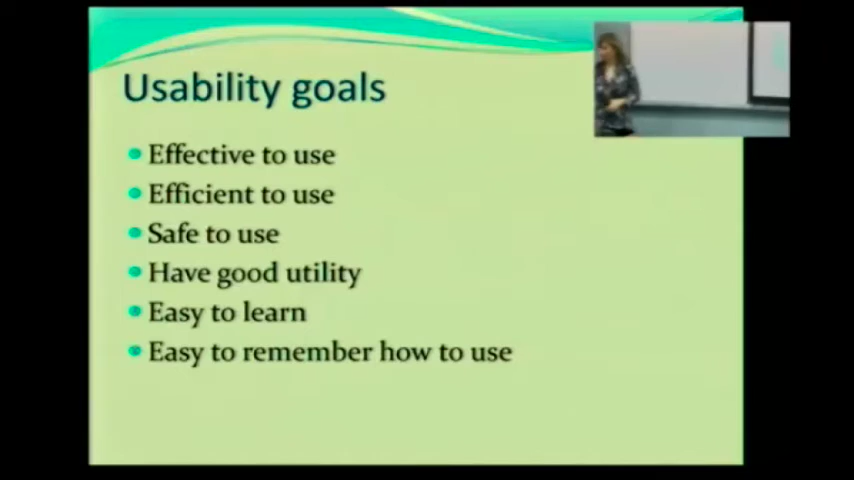 Usability goals
Effective to use
Efficient to use
Safe to use
Have good utility
Easy to learn
Easy to remember how to use